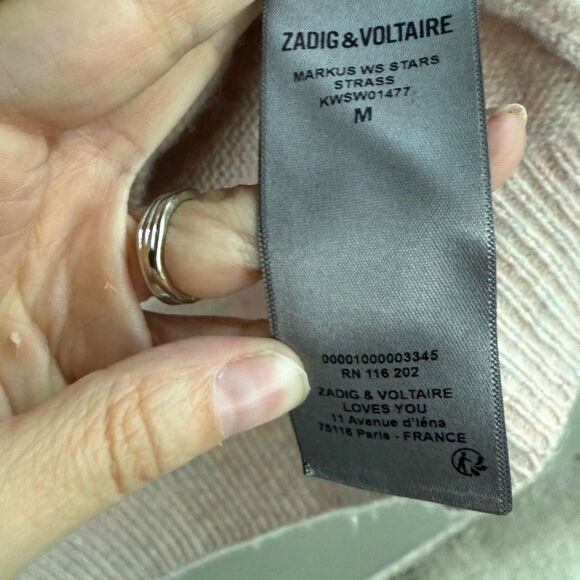 ZADIG & VOLTAIRE
MARKUS WS STARS
STRASS
KWSW01477
M
00001000003345
RN 116 202
ZADIG & VOLTAIRE
LOVES YOU
11 Avenue d'Iéna
75116 Paris - FRANCE